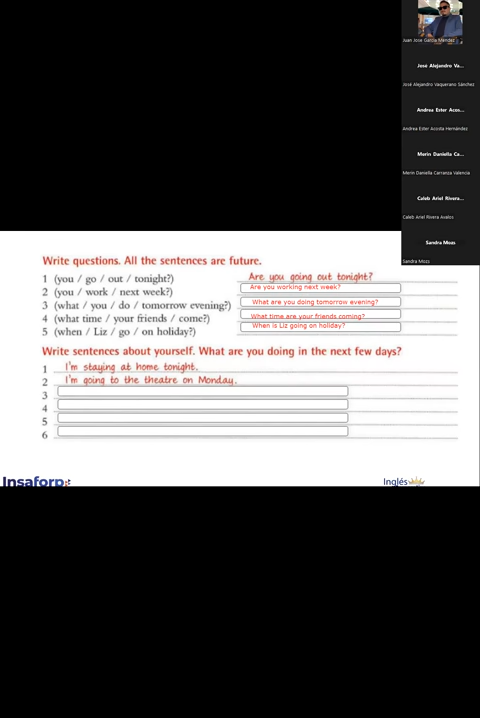 Juan José García Méndez
José Alejandro Va...
José Alejandro Vaquerano Sánchez
Andrea Ester Acos...
Andrea Ester Acosta Hernández
Merin Daniella Ca...
Merin Daniella Carranza Valencia
Caleb Ariel Rivera...
Caleb Ariel Rivera Avalos
Sandra Mozo
Sandra Mozo
Write questions. All the sentences are future.
1 (you / go / out / tonight?) Are you going out tonight?
2 (you / work / next week?) Are you working next week?
3 (what / you / do / tomorrow evening?) What are you doing tomorrow evening?
4 (what time / your friends / come?) What time are your friends coming?
5 (when / Liz / go / on holiday?) When is Liz going on holiday?
Write sentences about yourself. What are you doing in the next few days?
1 I'm staying at home tonight.
2 I'm going to the theatre on Monday.
3
4
5
6
Insaforp
Inglés